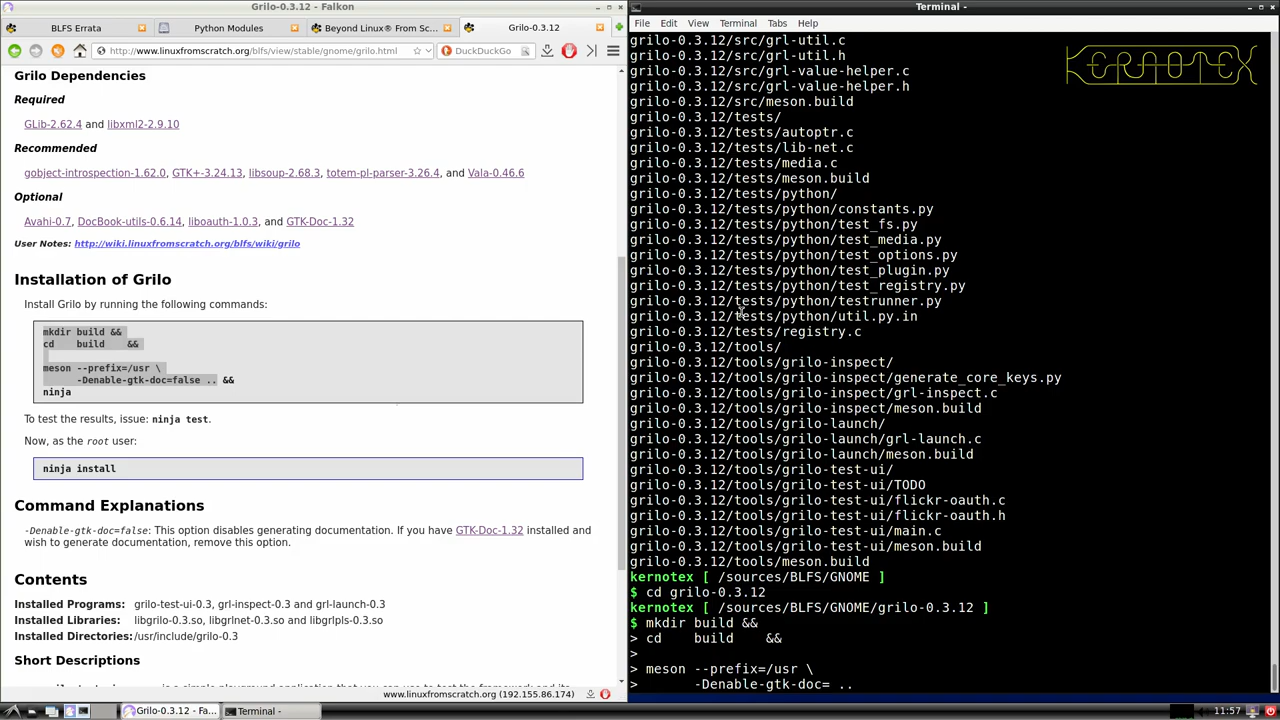 Grilo-0.3.12 - Falkon
BLFS Errata
Python Modules
Beyond Linux® From Sc...
Grilo-0.3.12
http://www.linuxfromscratch.org/blfs/view/stable/gnome/grilo.html
DuckDuckGo
Grilo Dependencies
Required
GLib-2.62.4 and libxml2-2.9.10
Recommended
gobject-introspection-1.62.0, GTK+-3.24.13, libsoup-2.68.3, totem-pl-parser-3.26.4, and Vala-0.46.6
Optional
Avahi-0.7, DocBook-utils-0.6.14, liboauth-1.0.3, and GTK-Doc-1.32
User Notes: http://wiki.linuxfromscratch.org/blfs/wiki/grilo
Installation of Grilo
Install Grilo by running the following commands:
mkdir build &&
cd    build    &&
meson --prefix=/usr \
-Denable-gtk-doc=false .. &&
ninja
To test the results, issue: ninja test.
Now, as the root user:
ninja install
Command Explanations
-Denable-gtk-doc=false: This option disables generating documentation. If you have GTK-Doc-1.32 installed and
wish to generate documentation, remove this option.
Contents
Installed Programs: grilo-test-ui-0.3, grl-inspect-0.3 and grl-launch-0.3
Installed Libraries: libgrilo-0.3.so, libgrlnet-0.3.so and libgrlpls-0.3.so
Installed Directories: /usr/include/grilo-0.3
Short Descriptions
www.linuxfromscratch.org (192.155.86.174)
Terminal -
File Edit View Terminal Tabs Help
KERNOTEX
grilo-0.3.12/src/grl-util.c
grilo-0.3.12/src/grl-util.h
grilo-0.3.12/src/grl-value-helper.c
grilo-0.3.12/src/grl-value-helper.h
grilo-0.3.12/src/meson.build
grilo-0.3.12/tests/
grilo-0.3.12/tests/autoptr.c
grilo-0.3.12/tests/lib-net.c
grilo-0.3.12/tests/media.c
grilo-0.3.12/tests/meson.build
grilo-0.3.12/tests/python/
grilo-0.3.12/tests/python/constants.py
grilo-0.3.12/tests/python/test_fs.py
grilo-0.3.12/tests/python/test_media.py
grilo-0.3.12/tests/python/test_options.py
grilo-0.3.12/tests/python/test_plugin.py
grilo-0.3.12/tests/python/test_registry.py
grilo-0.3.12/tests/python/testrunner.py
grilo-0.3.12/tests/python/util.py.in
grilo-0.3.12/tests/registry.c
grilo-0.3.12/tools/
grilo-0.3.12/tools/grilo-inspect/
grilo-0.3.12/tools/grilo-inspect/generate_core_keys.py
grilo-0.3.12/tools/grilo-inspect/grl-inspect.c
grilo-0.3.12/tools/grilo-inspect/meson.build
grilo-0.3.12/tools/grilo-launch/
grilo-0.3.12/tools/grilo-launch/grl-launch.c
grilo-0.3.12/tools/grilo-launch/meson.build
grilo-0.3.12/tools/grilo-test-ui/
grilo-0.3.12/tools/grilo-test-ui/TODO
grilo-0.3.12/tools/grilo-test-ui/flickr-oauth.c
grilo-0.3.12/tools/grilo-test-ui/flickr-oauth.h
grilo-0.3.12/tools/grilo-test-ui/main.c
grilo-0.3.12/tools/grilo-test-ui/meson.build
grilo-0.3.12/tools/meson.build
kernotex [ /sources/BLFS/GNOME ]
$ cd grilo-0.3.12
kernotex [ /sources/BLFS/GNOME/grilo-0.3.12 ]
$ mkdir build &&
> cd    build    &&
>
> meson --prefix=/usr \
>       -Denable-gtk-doc= ..
Grilo-0.3.12 - Fa...
Terminal -
11:57